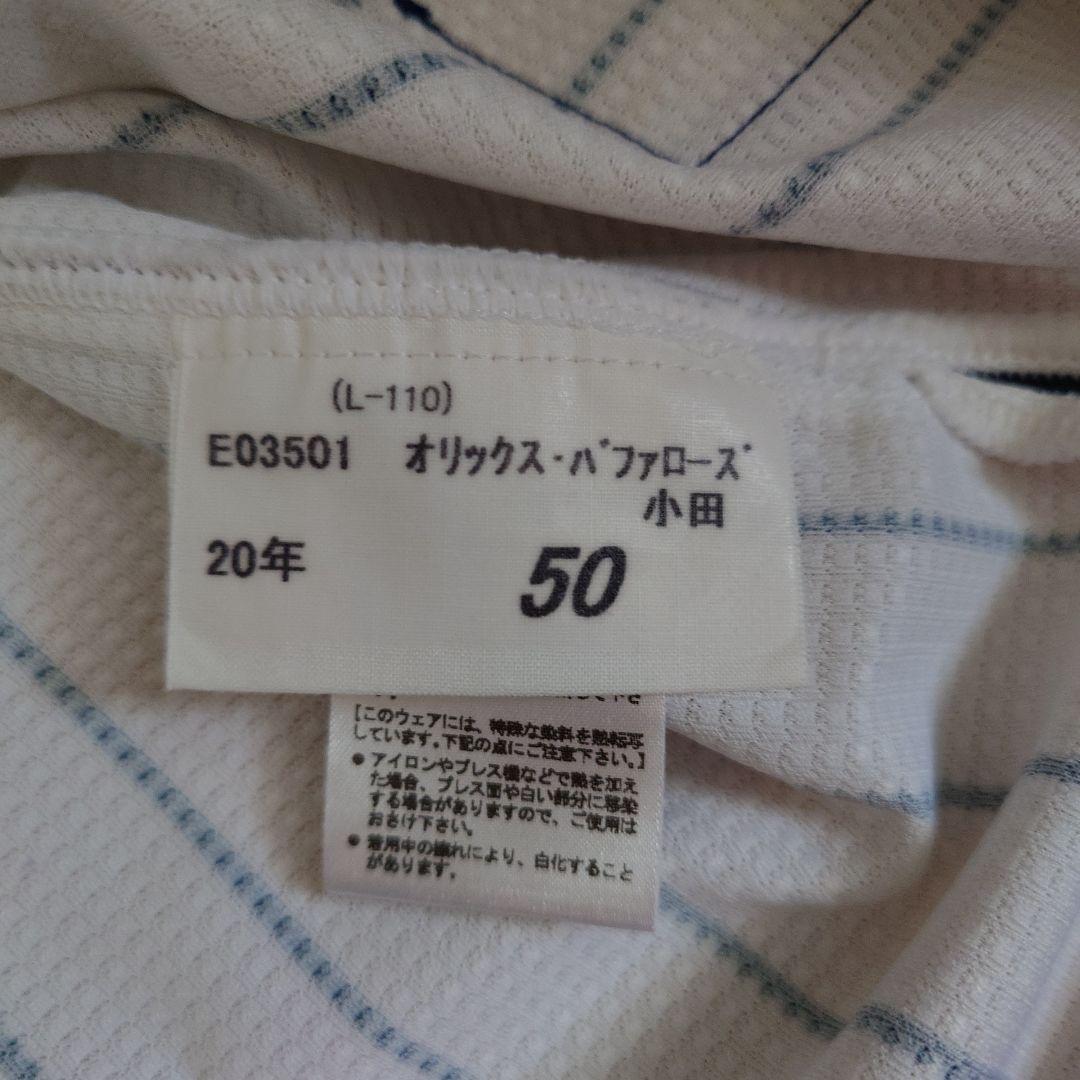 (L-110)
E03501 オリックス・バファローズ
小田
20年 50
[このウェアには、特殊な染料を熱転写
しています。下記の点にご注意下さい。]
●アイロンやプレス機などで熱を加え
た場合、プレス面や白い部分に移染
する場合がありますので、ご使用は
おさけ下さい。
●着用中の擦れにより、白化すること
があります。